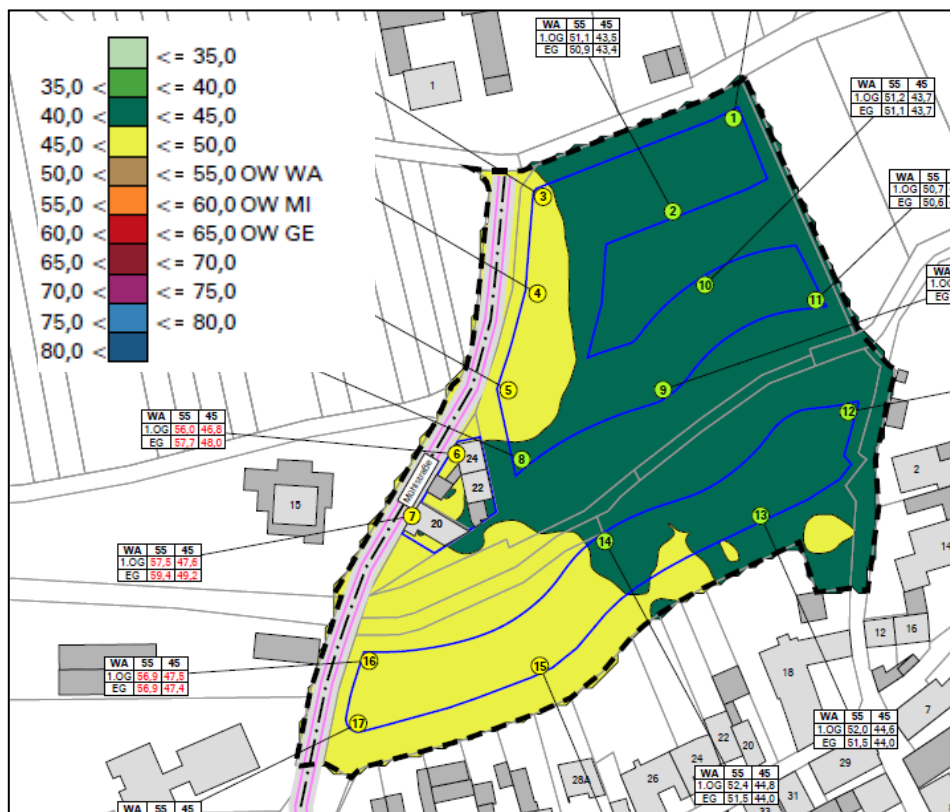 <= 35,0
35,0 < <= 40,0
40,0 < <= 45,0
45,0 < <= 50,0
50,0 < <= 55,0 OW WA
55,0 < <= 60,0 OW MI
60,0 < <= 65,0 OW GE
65,0 < <= 70,0
70,0 < <= 75,0
75,0 < <= 80,0
80,0 <
WA 55 45
1.OG 51,1 43,5
EG 50,9 43,4
1
1
WA 55 45
1.OG 51,2 43,7
EG 51,1 43,7
WA 55
1.OG 50,7
EG 50,6
3
2
WA
1.OG
EG
4
10
11
5
9
12
WA 55 45
1.OG 56,0 46,8
EG 57,7 48,0
6
24
8
22
2
Mühlstraße
15
7
20
13
14
14
WA 55 45
1.OG 57,5 47,6
EG 59,4 49,2
12
16
16
15
18
WA 55 45
1.OG 56,9 47,5
EG 56,9 47,4
17
7
WA 55 45
1.OG 52,0 44,6
EG 51,5 44,0
22
20
24
29
28A
26
WA 55 45
1.OG 52,4 44,8
EG 51,5 44,0
31
33
WA 55 45